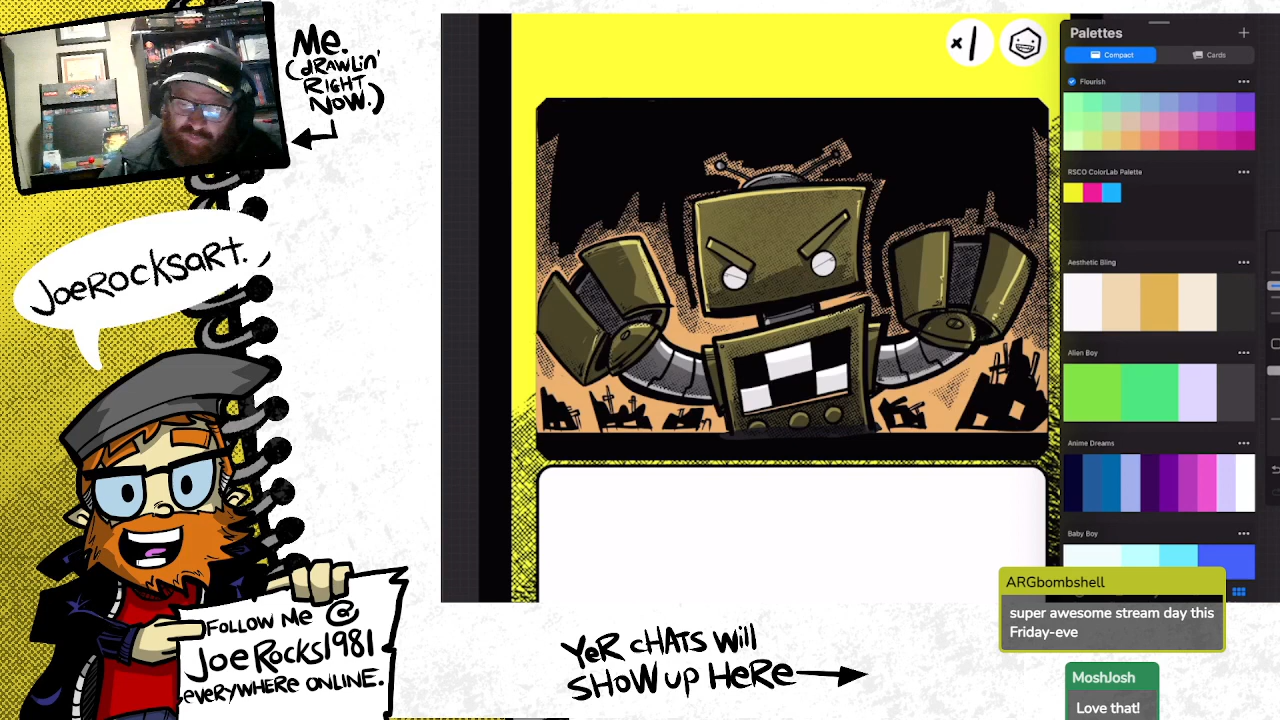 Me.
(drawlin'
right
now.)
JoeRocksArt.
Follow me @
JoeRocks1981
everywhere online.
x1
Palettes
Compact
Cards
Flourish
RSCO ColorLab Palette
Aesthetic Bling
Alien Boy
Anime Dreams
Baby Boy
Yer chats will
show up here
ARGbombshell
super awesome stream day this
Friday-eve
MoshJosh
Love that!